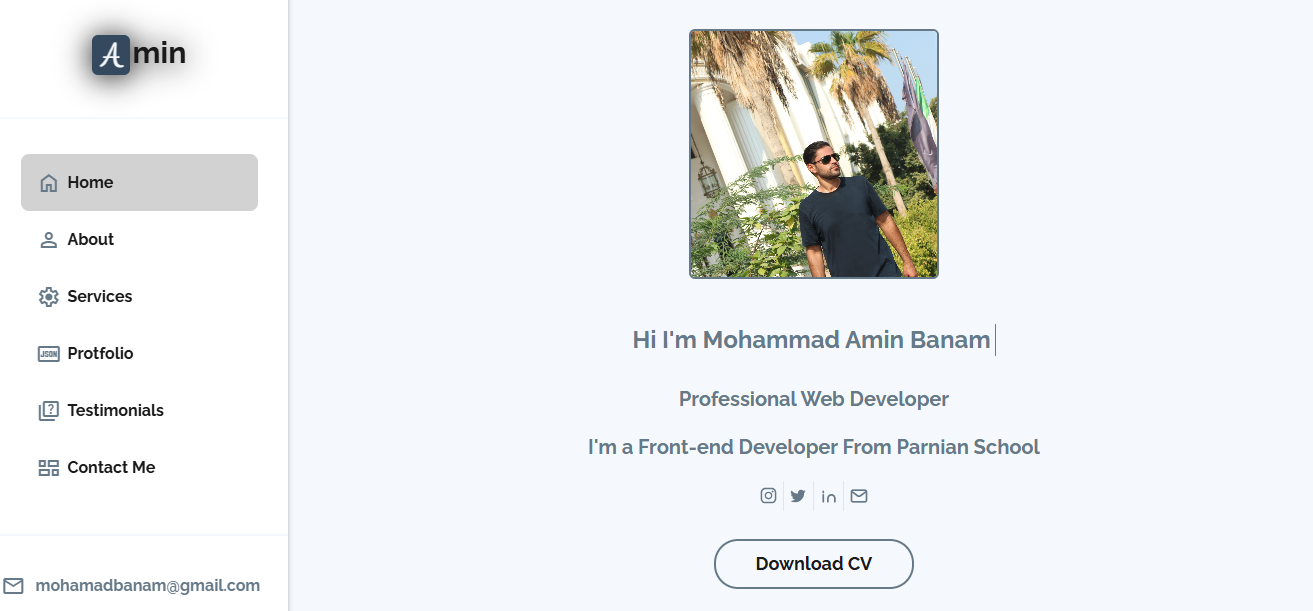 Amin
Home
About
Services
Protfolio
JSON
Testimonials
?
Contact Me
mohamadbanam@gmail.com
Hi I'm Mohammad Amin Banam
Professional Web Developer
I'm a Front-end Developer From Parnian School
in
Download CV